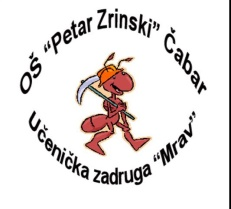 OŠ "Petar Zrinski" Čabar
Učenička zadruga "Mrav"